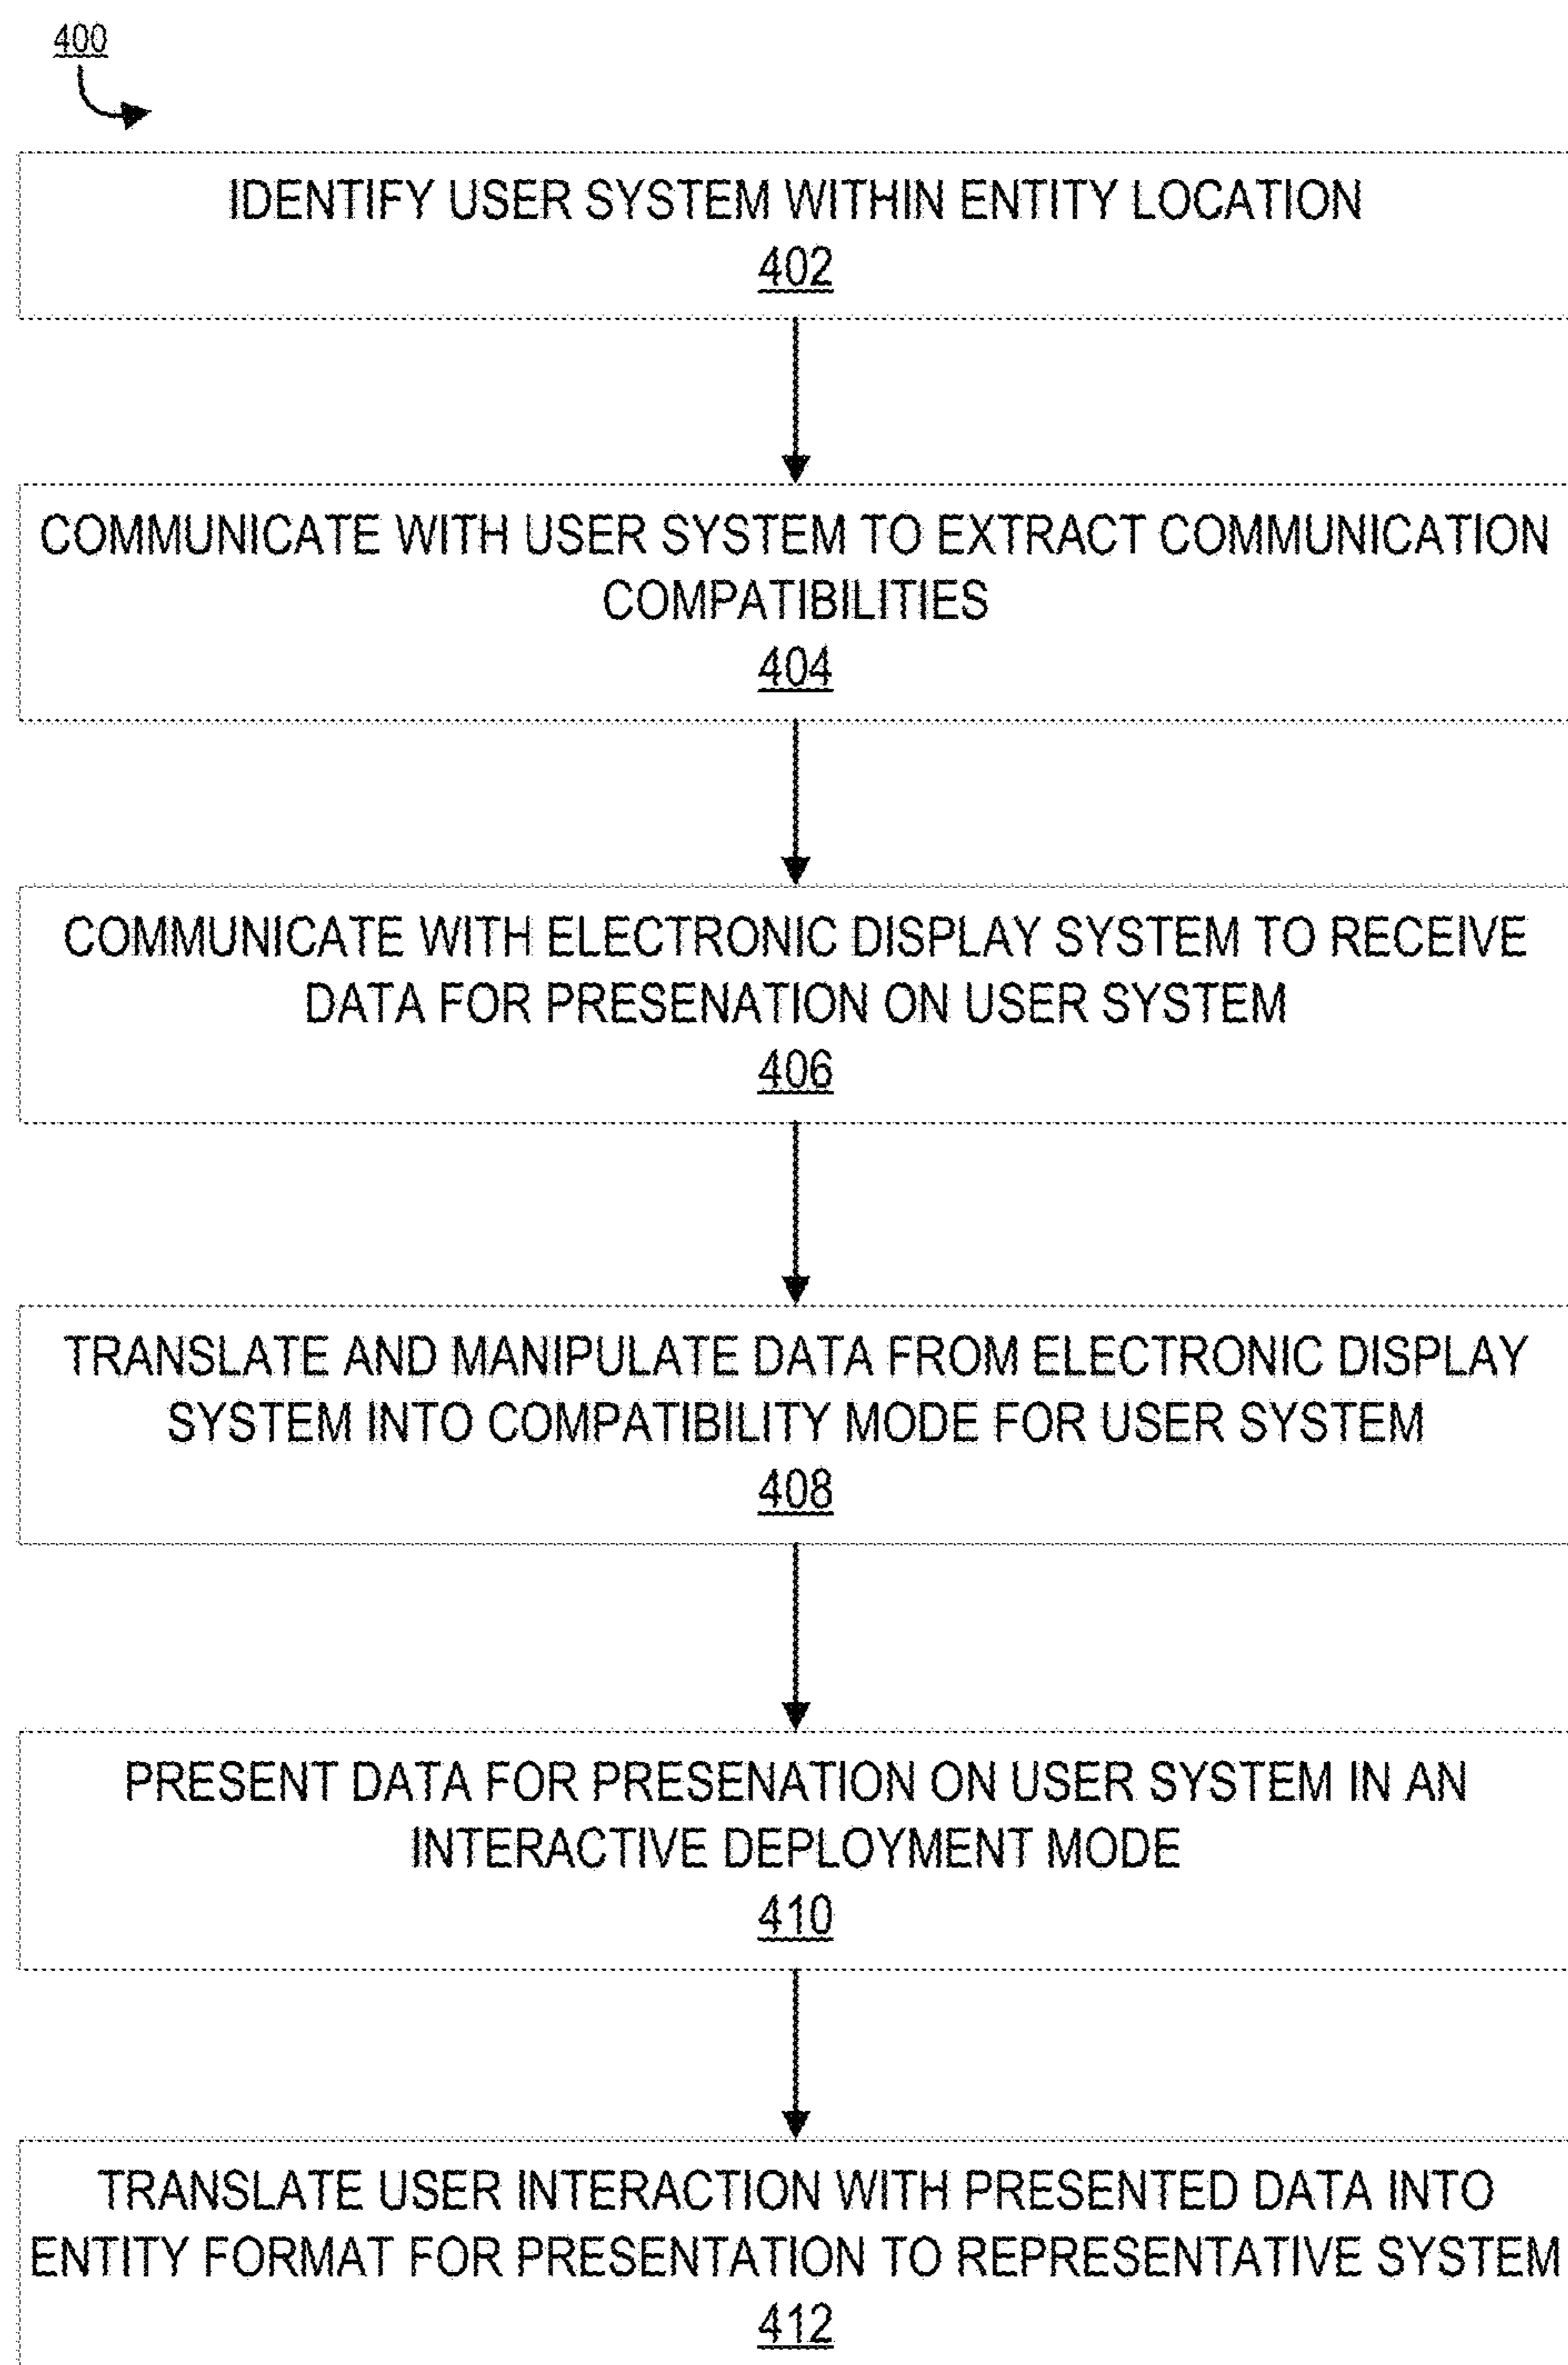 400
IDENTIFY USER SYSTEM WITHIN ENTITY LOCATION
402
COMMUNICATE WITH USER SYSTEM TO EXTRACT COMMUNICATION
COMPATIBILITIES
404
COMMUNICATE WITH ELECTRONIC DISPLAY SYSTEM TO RECEIVE
DATA FOR PRESENATION ON USER SYSTEM
406
TRANSLATE AND MANIPULATE DATA FROM ELECTRONIC DISPLAY
SYSTEM INTO COMPATIBILITY MODE FOR USER SYSTEM
408
PRESENT DATA FOR PRESENATION ON USER SYSTEM IN AN
INTERACTIVE DEPLOYMENT MODE
410
TRANSLATE USER INTERACTION WITH PRESENTED DATA INTO
ENTITY FORMAT FOR PRESENTATION TO REPRESENTATIVE SYSTEM
412